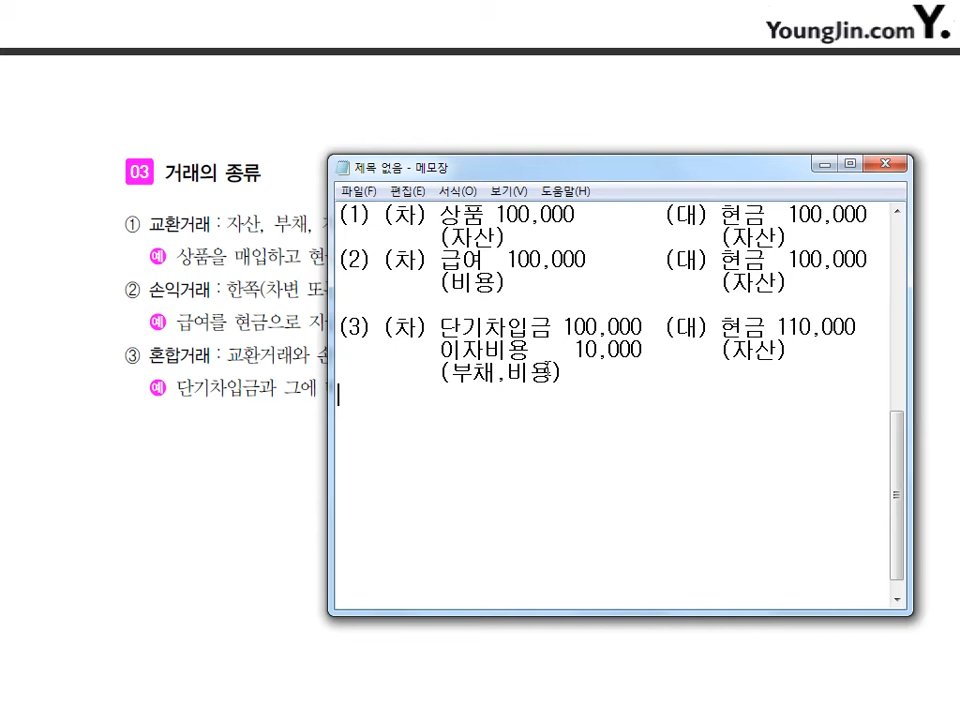 YoungJin.com Y.
03 거래의 종류
① 교환거래 : 자산, 부채,
예 상품을 매입하고 현
② 손익거래 : 한쪽(차변 또
예 급여를 현금으로 지
③ 혼합거래 : 교환거래와 손
예 단기차입금과 그에
제목 없음 - 메모장
파일(F) 편집(E) 서식(O) 보기(V) 도움말(H)
(1) (차) 상품 100,000 (대) 현금 100,000
(자산) (자산)
(2) (차) 급여 100,000 (대) 현금 100,000
(비용) (자산)
(3) (차) 단기차입금 100,000 (대) 현금 110,000
이자비용 10,000 (자산)
(부채,비용)